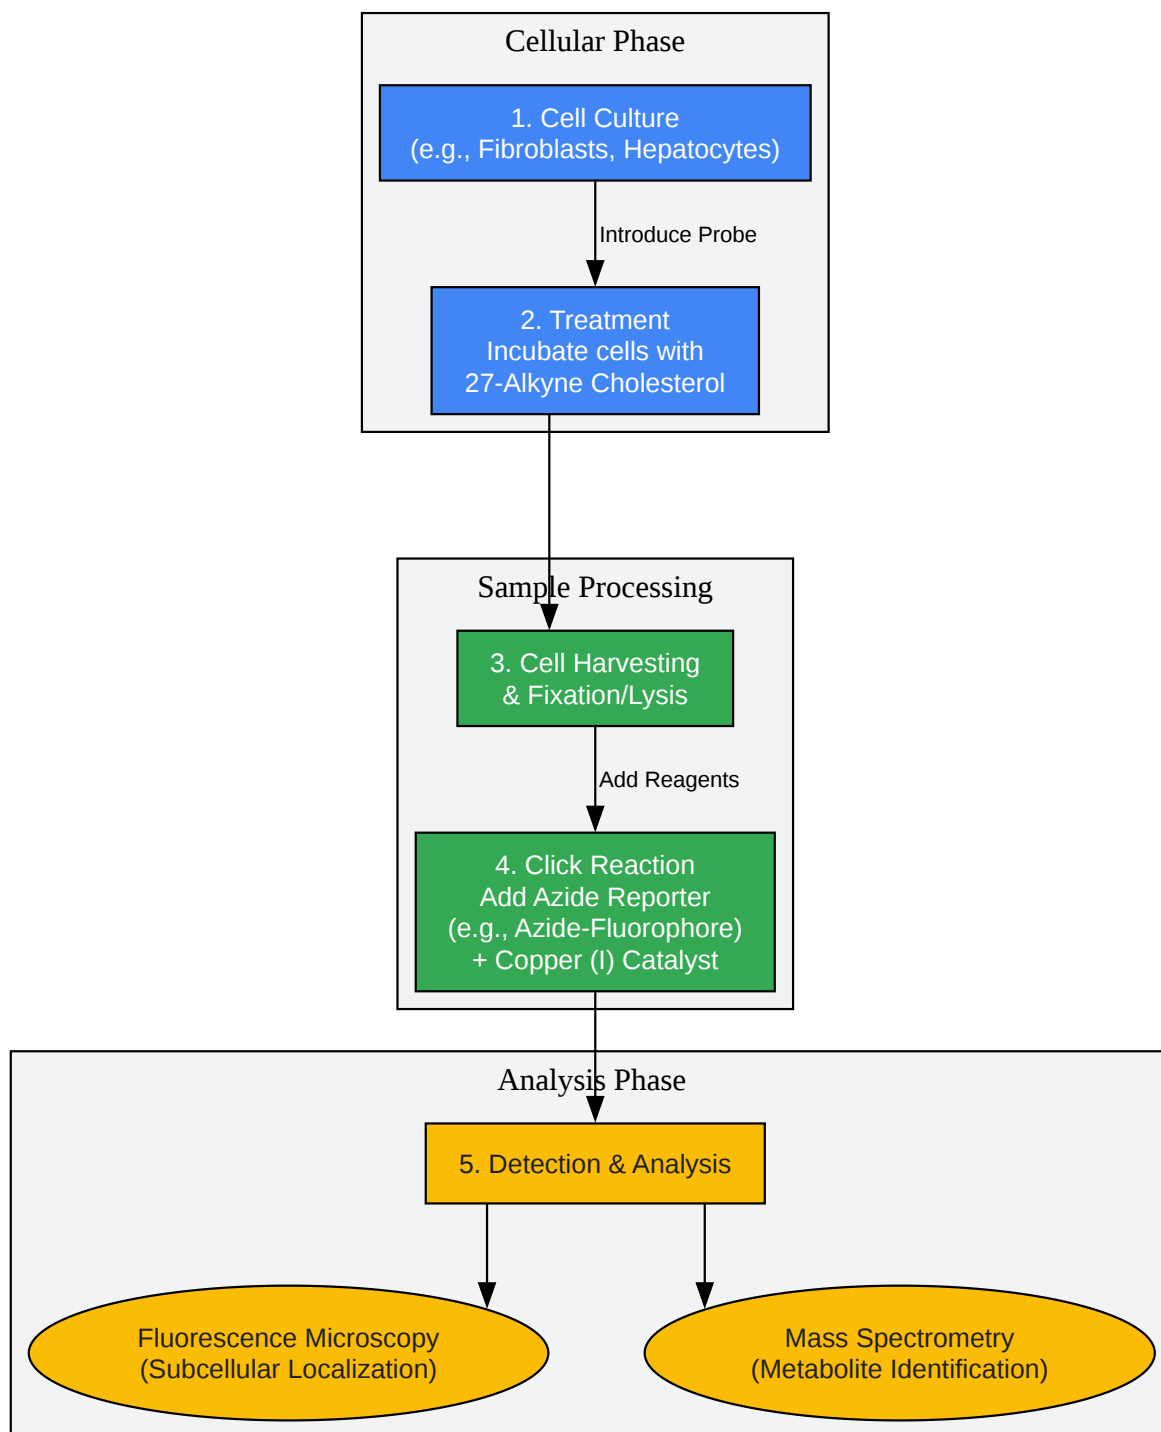 Cellular Phase
1. Cell Culture
(e.g., Fibroblasts, Hepatocytes)
Introduce Probe
2. Treatment
Incubate cells with
27-Alkyne Cholesterol
Sample Processing
3. Cell Harvesting
& Fixation/Lysis
Add Reagents
4. Click Reaction
Add Azide Reporter
(e.g., Azide-Fluorophore)
+ Copper (I) Catalyst
Analysis Phase
5. Detection & Analysis
Fluorescence Microscopy
(Subcellular Localization)
Mass Spectrometry
(Metabolite Identification)